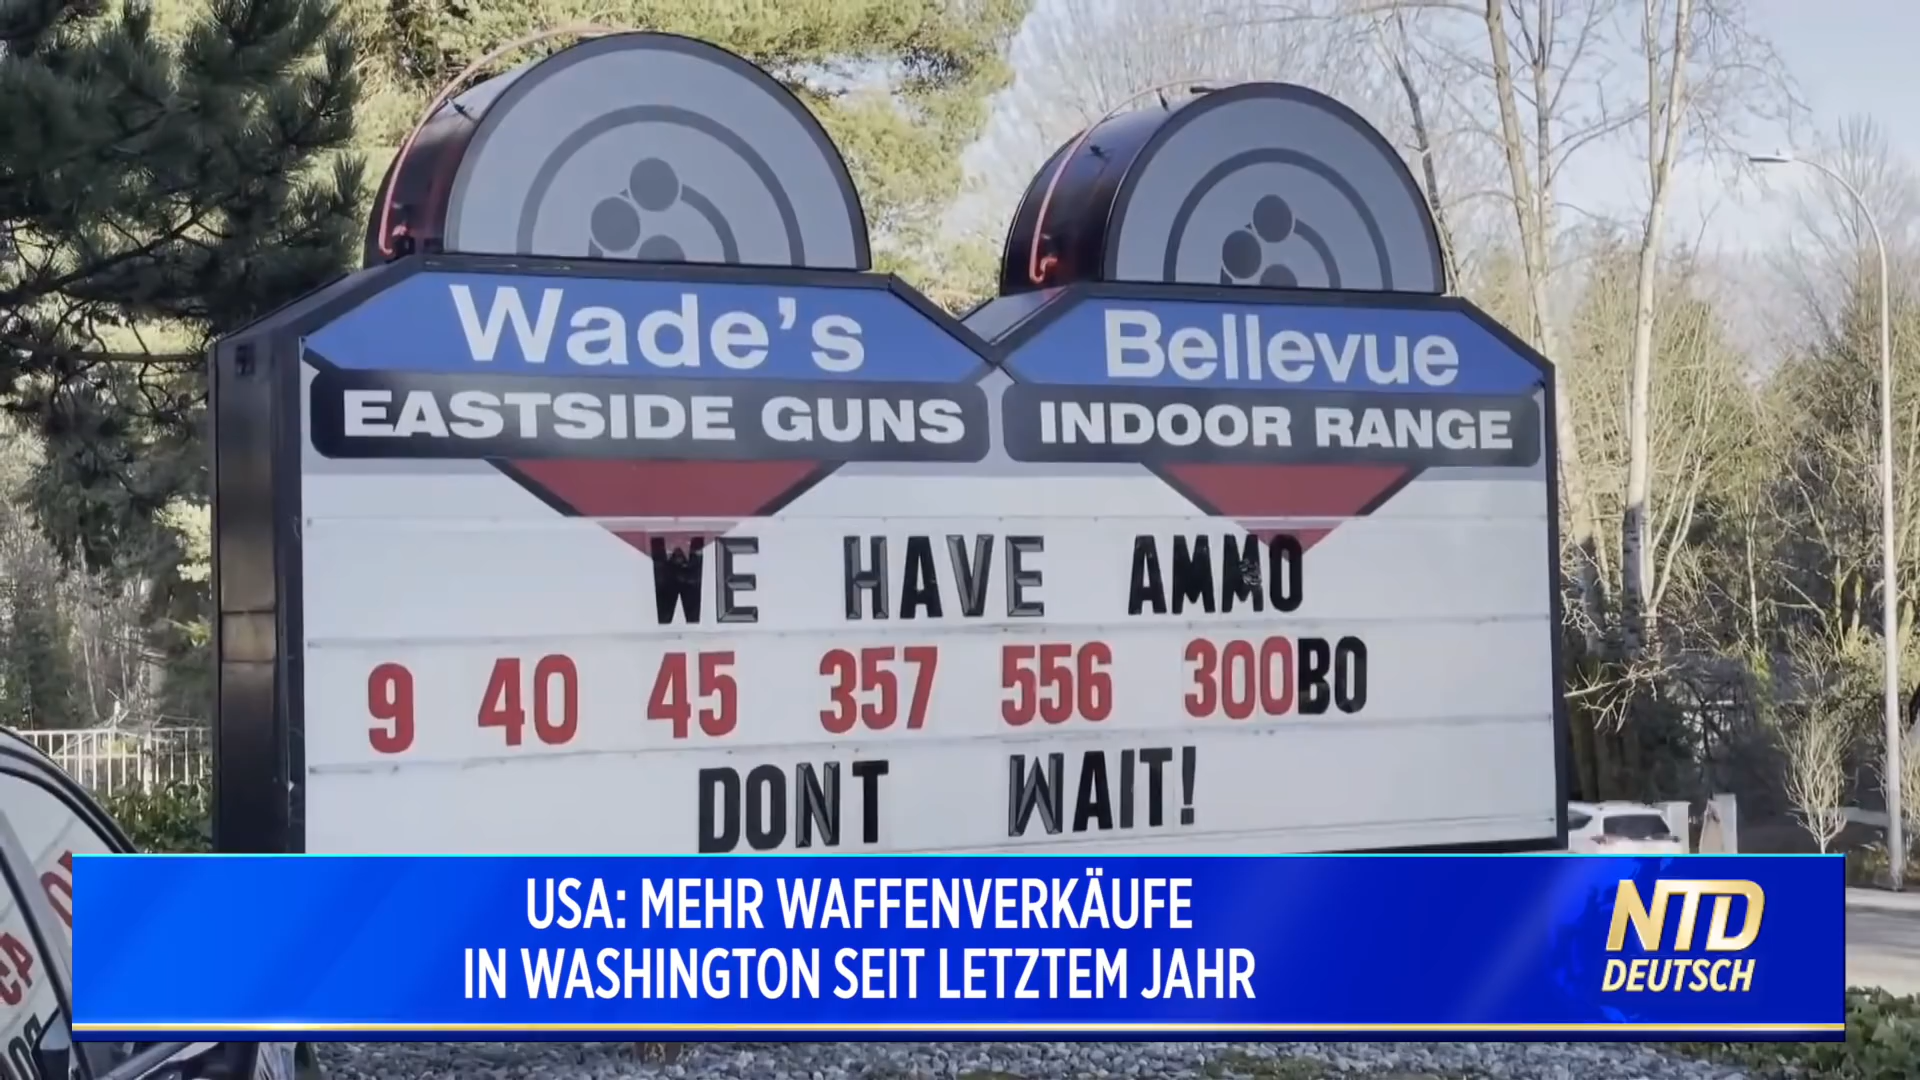 Wade's
EASTSIDE GUNS
Bellevue
INDOOR RANGE
WE HAVE AMMO
9 40 45 357 556 300BO
DONT WAIT!
USA: MEHR WAFFENVERKÄUFE
IN WASHINGTON SEIT LETZTEM JAHR
NTD
DEUTSCH